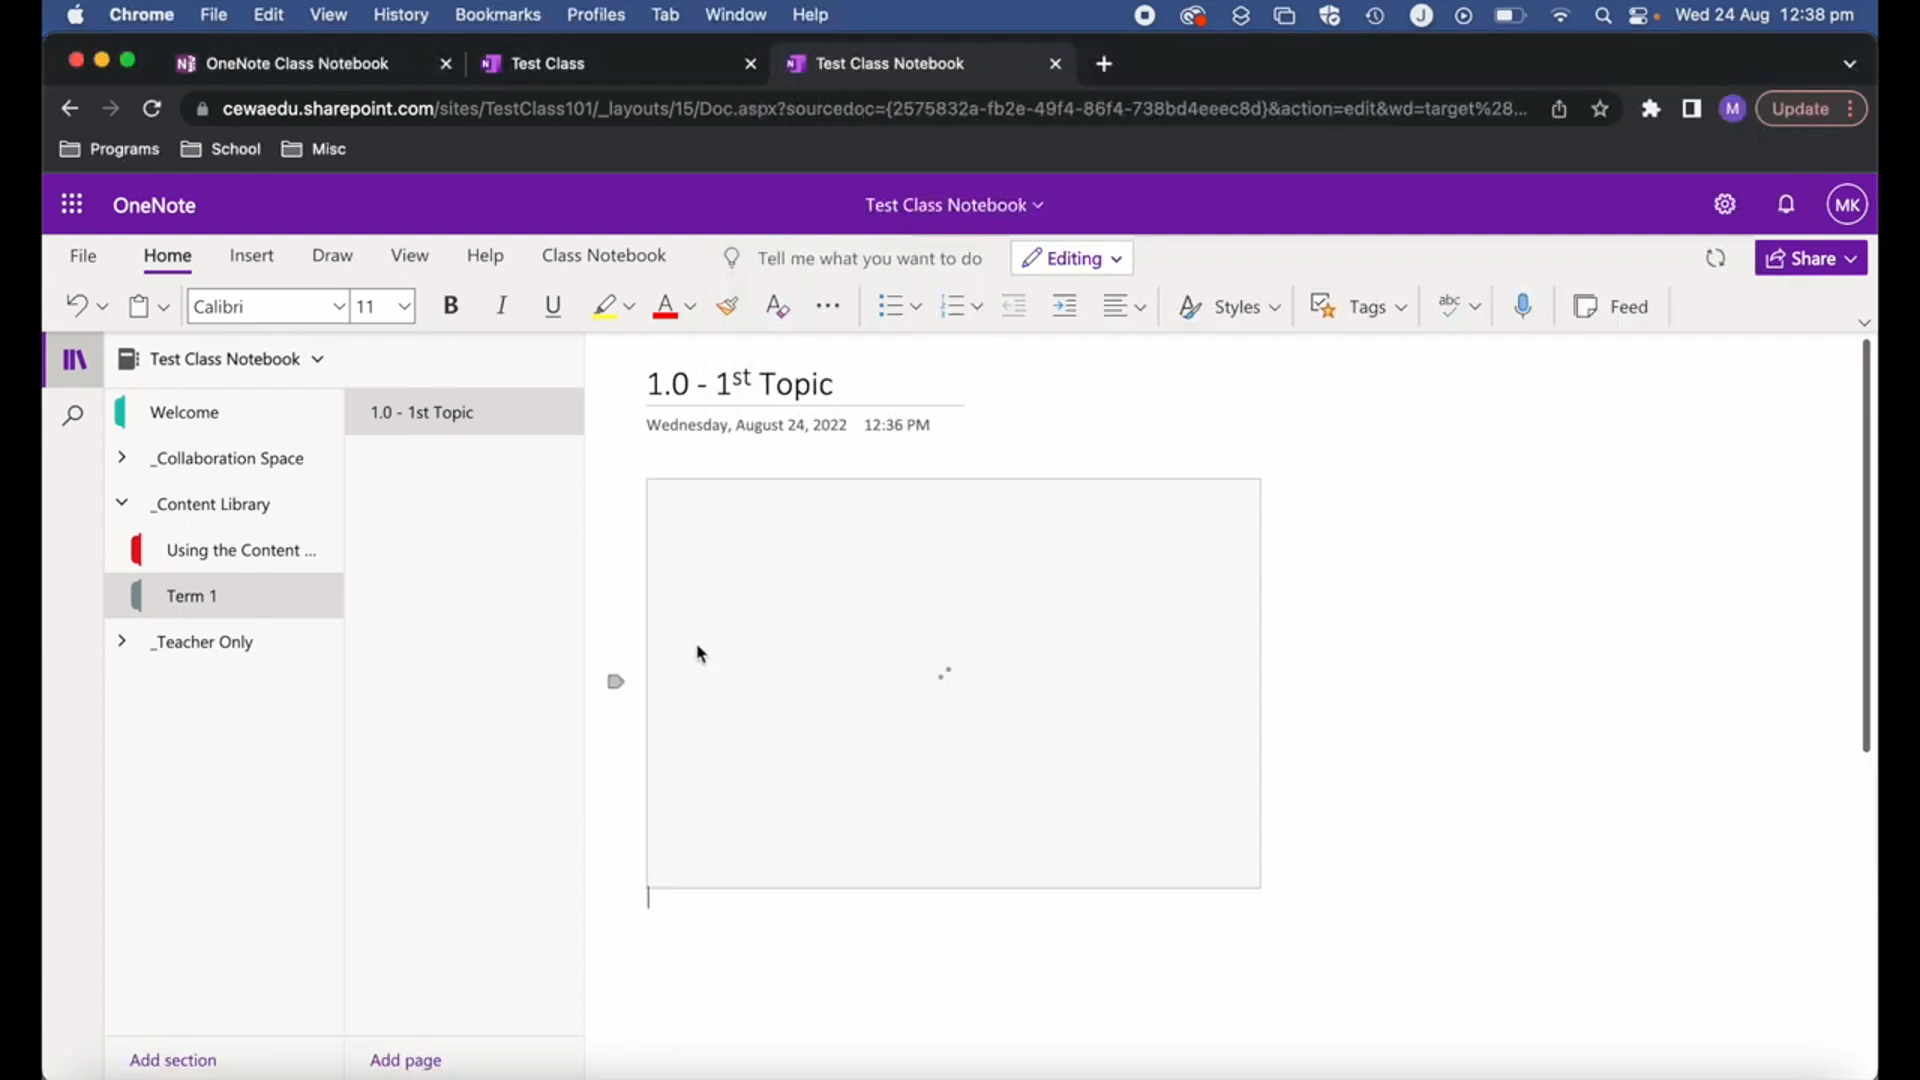 Chrome File Edit View History Bookmarks Profiles Tab Window Help J Wed 24 Aug 12:38 pm
N OneNote Class Notebook N Test Class N Test Class Notebook
cewaedu.sharepoint.com/sites/TestClass101/_layouts/15/Doc.aspx?sourcedoc={2575832a-fb2e-49f4-86f4-738bd4eeec8d}&action=edit&wd=target%28... M Update
Programs School Misc
OneNote Test Class Notebook MK
File Home Insert Draw View Help Class Notebook Tell me what you want to do Editing Share
Calibri 11 B I U A A Styles Tags abc Feed
Test Class Notebook
Welcome
_Collaboration Space
_Content Library
Using the Content ...
Term 1
_Teacher Only
Add section
1.0 - 1st Topic
Add page
1.0 - 1st Topic
Wednesday, August 24, 2022 12:36 PM